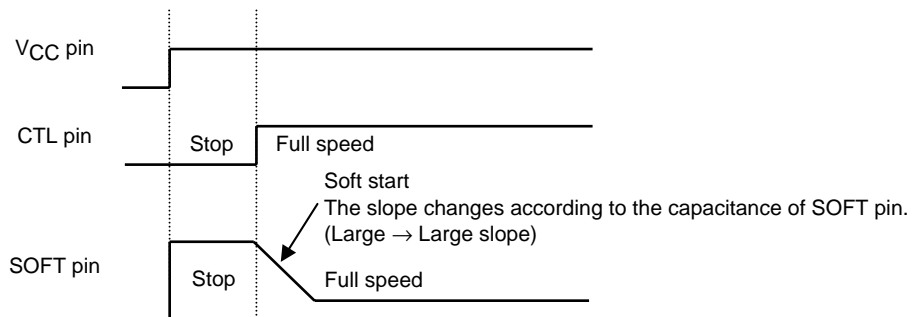 VCC pin
CTL pin
Stop
Full speed
Soft start
The slope changes according to the capacitance of SOFT pin.
(Large → Large slope)
SOFT pin
Stop
Full speed